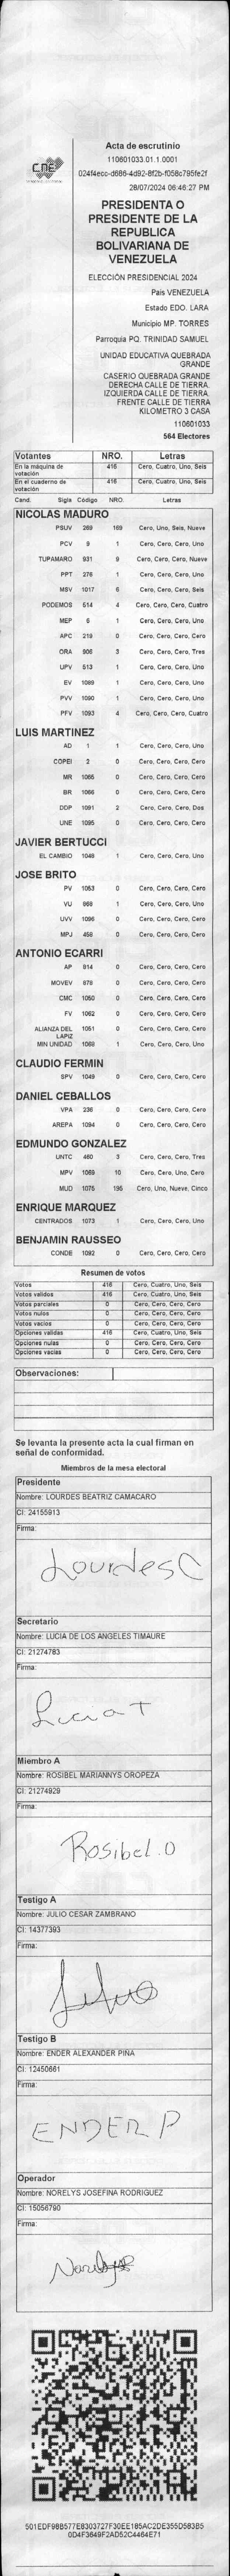 CNE
Acta de escrutinio
110601033.01.1.0001
024f4ecc-d686-4d92-8f2b-f058c795fe2f
28/07/2024 06:46:27 PM
PRESIDENTA O
PRESIDENTE DE LA
REPUBLICA
BOLIVARIANA DE
VENEZUELA
ELECCIÓN PRESIDENCIAL 2024
País VENEZUELA
Estado EDO. LARA
Municipio MP. TORRES
Parroquia PQ. TRINIDAD SAMUEL
UNIDAD EDUCATIVA QUEBRADA
GRANDE
CASERIO QUEBRADA GRANDE
DERECHA CALLE DE TIERRA.
IZQUIERDA CALLE DE TIERRA.
FRENTE CALLE DE TIERRA
KILOMETRO 3 CASA
110601033
564 Electores
Votantes NRO. Letras
En la máquina de votación 416 Cero, Cuatro, Uno, Seis
En el cuaderno de votación 416 Cero, Cuatro, Uno, Seis
Cand. Sigla Código NRO. Letras
NICOLAS MADURO
PSUV 269 169 Cero, Uno, Seis, Nueve
PCV 9 1 Cero, Cero, Cero, Uno
TUPAMARO 931 9 Cero, Cero, Cero, Nueve
PPT 276 1 Cero, Cero, Cero, Uno
MSV 1017 6 Cero, Cero, Cero, Seis
PODEMOS 514 4 Cero, Cero, Cero, Cuatro
MEP 6 1 Cero, Cero, Cero, Uno
APC 219 0 Cero, Cero, Cero, Cero
ORA 906 3 Cero, Cero, Cero, Tres
UPV 513 1 Cero, Cero, Cero, Uno
EV 1089 1 Cero, Cero, Cero, Uno
PVV 1090 1 Cero, Cero, Cero, Uno
PFV 1093 4 Cero, Cero, Cero, Cuatro
LUIS MARTINEZ
AD 1 1 Cero, Cero, Cero, Uno
COPEI 2 0 Cero, Cero, Cero, Cero
MR 1065 0 Cero, Cero, Cero, Cero
BR 1066 0 Cero, Cero, Cero, Cero
DDP 1091 2 Cero, Cero, Cero, Dos
UNE 1095 0 Cero, Cero, Cero, Cero
JAVIER BERTUCCI
EL CAMBIO 1048 1 Cero, Cero, Cero, Uno
JOSE BRITO
PV 1053 0 Cero, Cero, Cero, Cero
VU 968 1 Cero, Cero, Cero, Uno
UVV 1096 0 Cero, Cero, Cero, Cero
MPJ 458 0 Cero, Cero, Cero, Cero
ANTONIO ECARRI
AP 914 0 Cero, Cero, Cero, Cero
MOVEV 878 0 Cero, Cero, Cero, Cero
CMC 1050 0 Cero, Cero, Cero, Cero
FV 1062 0 Cero, Cero, Cero, Cero
ALIANZA DEL LAPIZ 1051 0 Cero, Cero, Cero, Cero
MIN UNIDAD 1068 1 Cero, Cero, Cero, Uno
CLAUDIO FERMIN
SPV 1049 0 Cero, Cero, Cero, Cero
DANIEL CEBALLOS
VPA 236 0 Cero, Cero, Cero, Cero
AREPA 1094 0 Cero, Cero, Cero, Cero
EDMUNDO GONZALEZ
UNTC 460 3 Cero, Cero, Cero, Tres
MPV 1069 10 Cero, Cero, Uno, Cero
MUD 1075 195 Cero, Uno, Nueve, Cinco
ENRIQUE MARQUEZ
CENTRADOS 1073 1 Cero, Cero, Cero, Uno
BENJAMIN RAUSSEO
CONDE 1092 0 Cero, Cero, Cero, Cero
Resumen de votos
Votos 416 Cero, Cuatro, Uno, Seis
Votos validos 416 Cero, Cuatro, Uno, Seis
Votos parciales 0 Cero, Cero, Cero, Cero
Votos nulos 0 Cero, Cero, Cero, Cero
Votos vacios 0 Cero, Cero, Cero, Cero
Opciones validas 416 Cero, Cuatro, Uno, Seis
Opciones nulas 0 Cero, Cero, Cero, Cero
Opciones vacias 0 Cero, Cero, Cero, Cero
Observaciones:
Se levanta la presente acta la cual firman en
señal de conformidad.
Miembros de la mesa electoral
Presidente
Nombre: LOURDES BEATRIZ CAMACARO
CI: 24155913
Firma:
Lourdes C
Secretario
Nombre: LUCIA DE LOS ANGELES TIMAURE
CI: 21274783
Firma:
Lucia T
Miembro A
Nombre: ROSIBEL MARIANNYS OROPEZA
CI: 21274929
Firma:
Rosibel.O
Testigo A
Nombre: JULIO CESAR ZAMBRANO
CI: 14377393
Firma:
Testigo B
Nombre: ENDER ALEXANDER PINA
CI: 12450661
Firma:
ENDER P
Operador
Nombre: NORELYS JOSEFINA RODRIGUEZ
CI: 15056790
Firma:
501EDF98B577E8303727F30EE185AC2DE355D583B5
0D4F3649F2AD52C4464E71